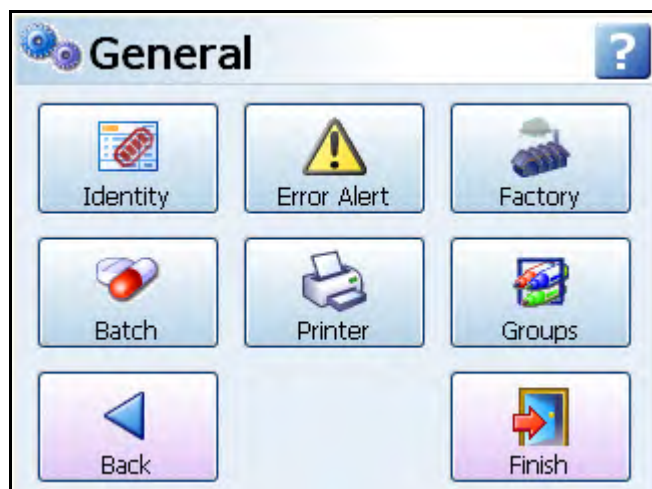 General ?
Identity Error Alert Factory
Batch Printer Groups
Back Finish